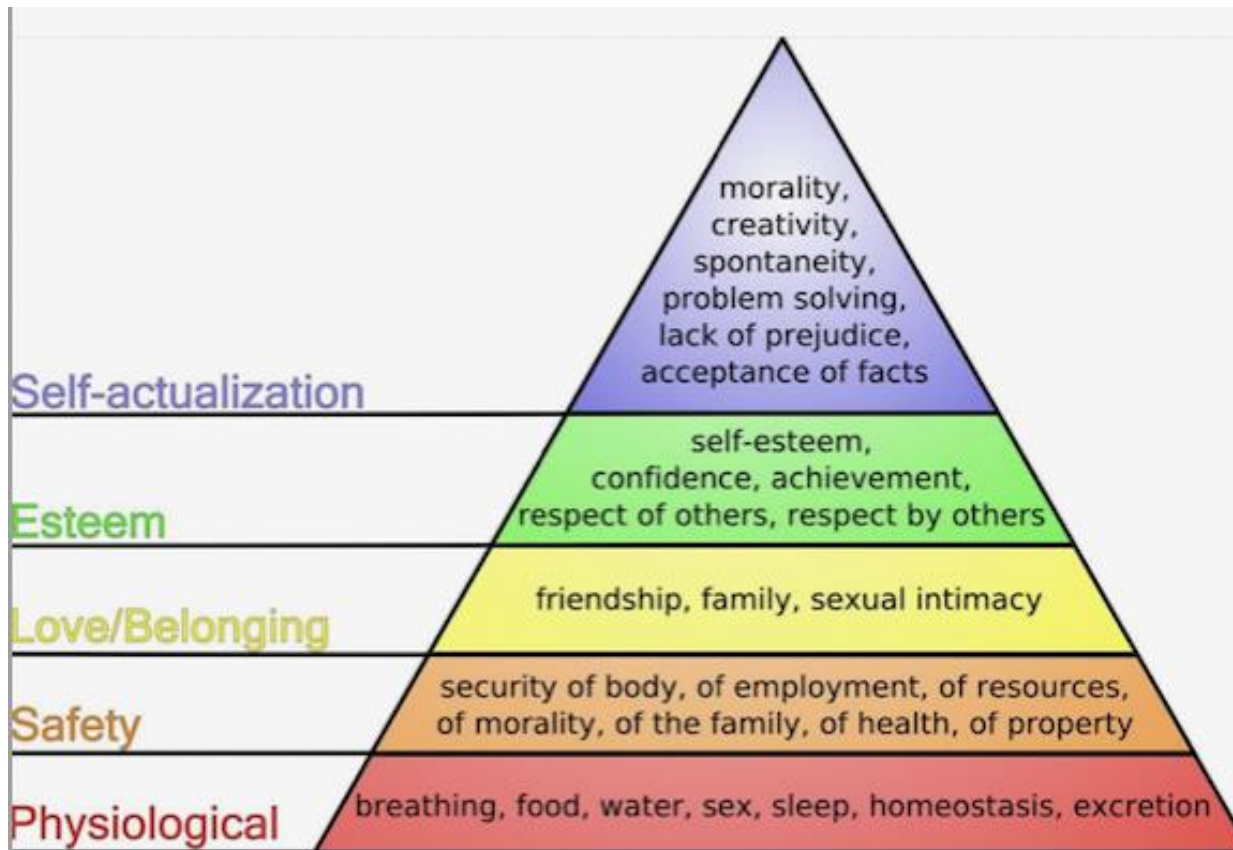 morality,
creativity,
spontaneity,
problem solving,
lack of prejudice,
acceptance of facts
Self-actualization
self-esteem,
confidence, achievement,
respect of others, respect by others
Esteem
friendship, family, sexual intimacy
Love/Belonging
security of body, of employment, of resources,
of morality, of the family, of health, of property
Safety
breathing, food, water, sex, sleep, homeostasis, excretion
Physiological